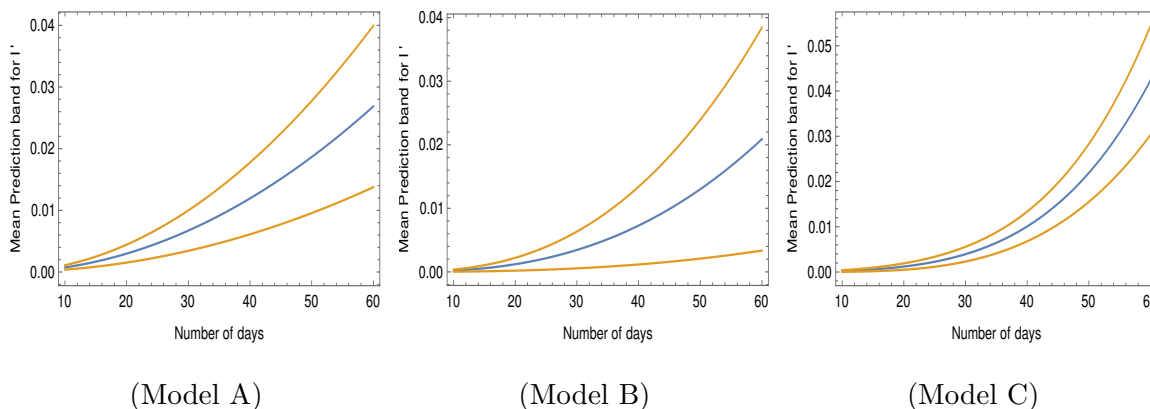 Mean Prediction band for I'
0.04
0.03
0.02
0.01
0.00
10 20 30 40 50 60
Number of days
(Model A)
Mean Prediction band for I'
0.04
0.03
0.02
0.01
0.00
10 20 30 40 50 60
Number of days
(Model B)
Mean Prediction band for I'
0.05
0.04
0.03
0.02
0.01
0.00
10 20 30 40 50 60
Number of days
(Model C)